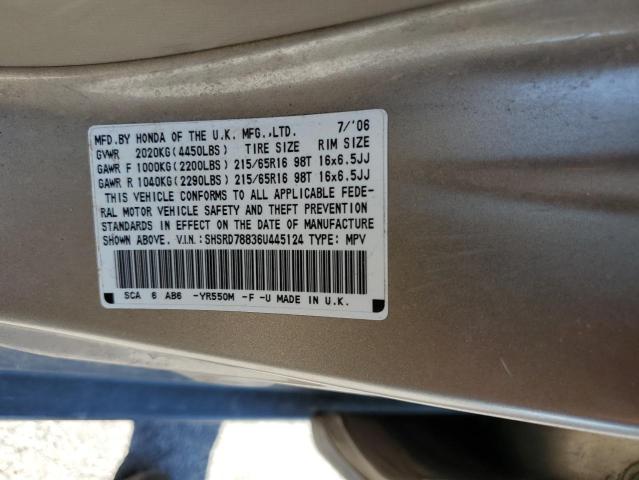 MFD.BY HONDA OF THE U.K. MFG.,LTD. 7/'06
GVWR 2020KG(4450LBS) TIRE SIZE RIM SIZE
GAWR F 1000KG(2200LBS) 215/65R16 98T 16x6.5JJ
GAWR R 1040KG(2290LBS) 215/65R16 98T 16x6.5JJ
THIS VEHICLE CONFORMS TO ALL APPLICABLE FEDE-
RAL MOTOR VEHICLE SAFETY AND THEFT PREVENTION
STANDARDS IN EFFECT ON THE DATE OF MANUFACTURE
SHOWN ABOVE. V.I.N.:SHSRD78836U445124 TYPE: MPV
SCA 6 AB6 -YR550M -F -U MADE IN U.K.